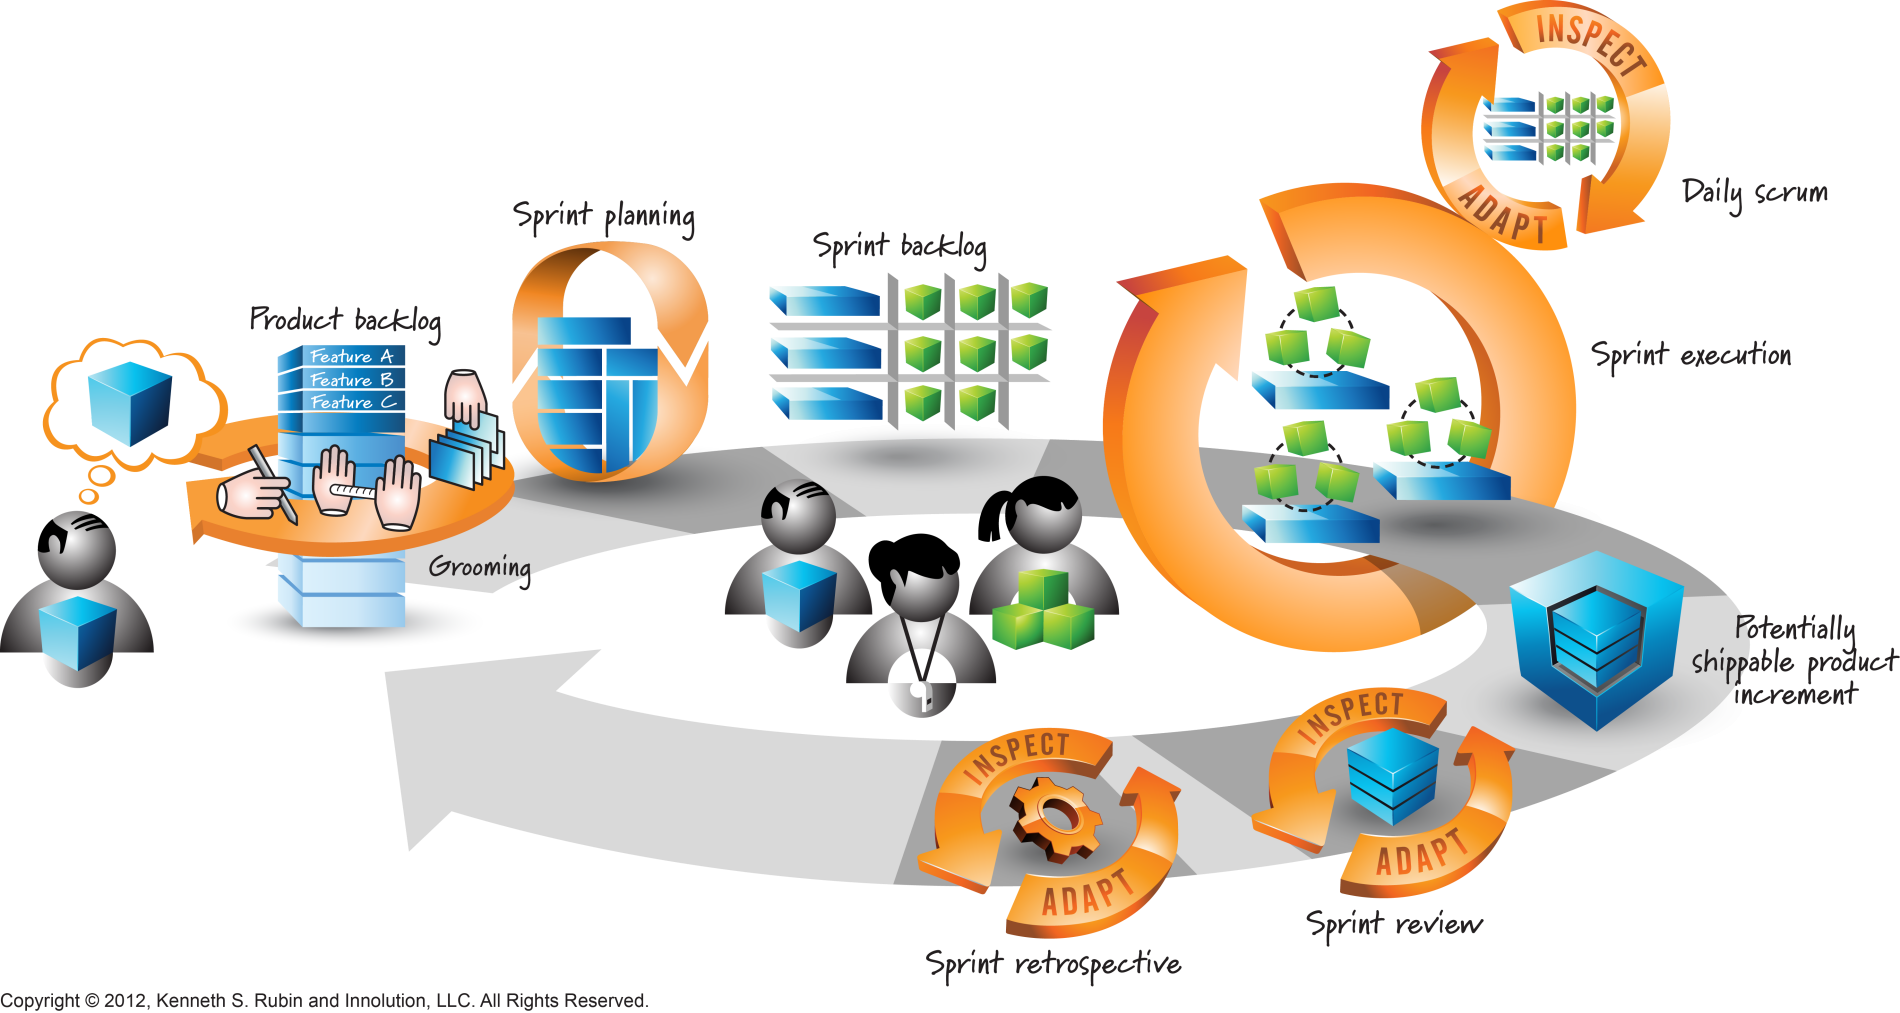 INSPECT
ADAPT
Daily scrum
Sprint planning
Sprint backlog
Product backlog
Feature A
Feature B
Feature C
Sprint execution
Grooming
Potentially
shippable product
increment
INSPECT
ADAPT
Sprint review
INSPECT
ADAPT
Sprint retrospective
Copyright © 2012, Kenneth S. Rubin and Innolution, LLC. All Rights Reserved.